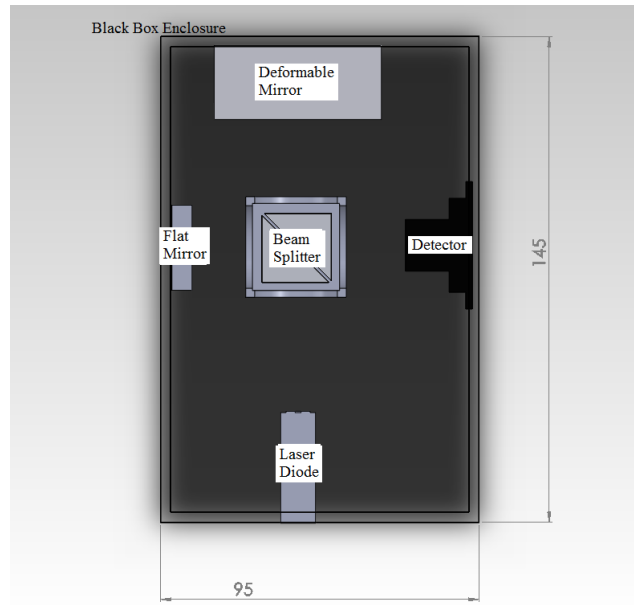 Black Box Enclosure
Deformable
Mirror
Flat
Mirror
Beam
Splitter
Detector
145
Laser
Diode
95